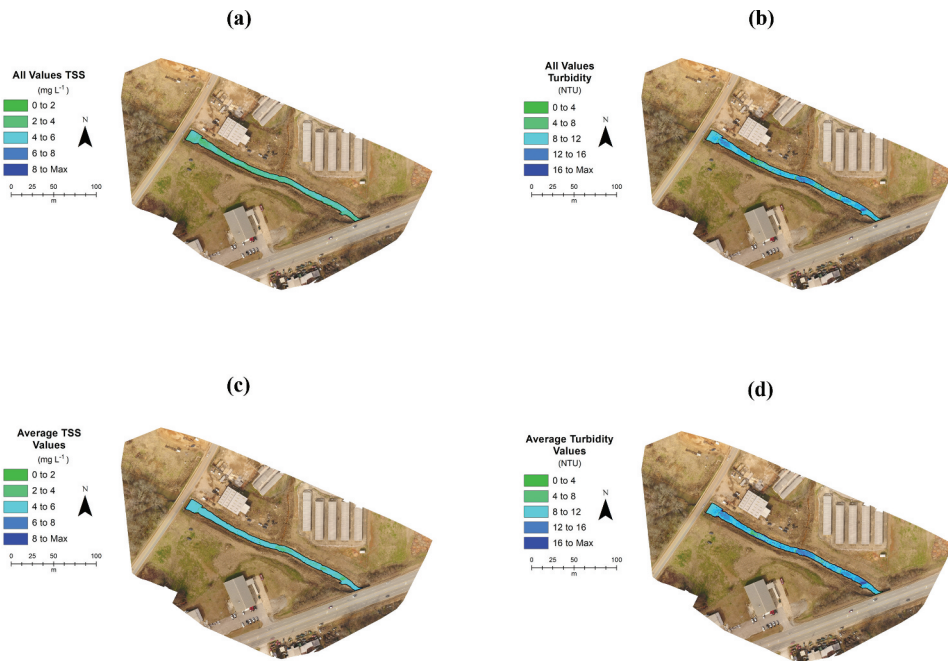 (a)
All Values TSS
(mg L⁻¹)
0 to 2
2 to 4
4 to 6
6 to 8
8 to Max
N
0 25 50 100
m
(b)
All Values
Turbidity
(NTU)
0 to 4
4 to 8
8 to 12
12 to 16
16 to Max
N
0 25 50 100
m
(c)
Average TSS
Values
(mg L⁻¹)
0 to 2
2 to 4
4 to 6
6 to 8
8 to Max
N
0 25 50 100
m
(d)
Average Turbidity
Values
(NTU)
0 to 4
4 to 8
8 to 12
12 to 16
16 to Max
N
0 25 50 100
m